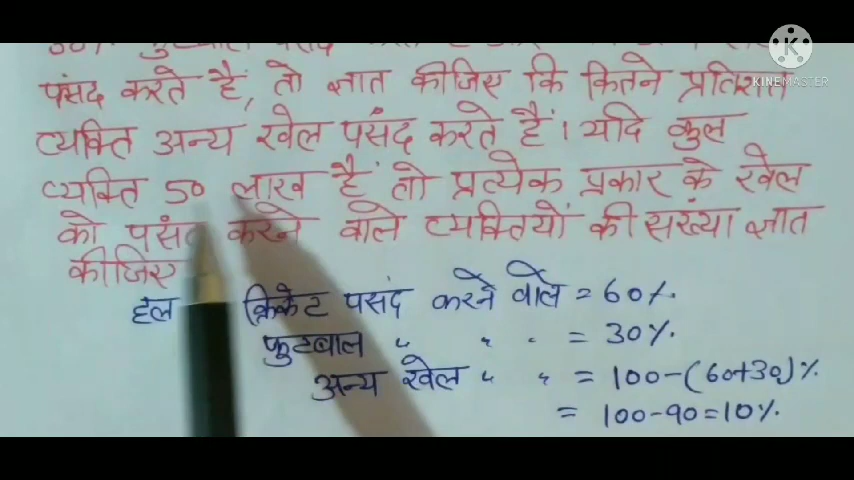 KINEMASTER
पसंद करते हैं, तो ज्ञात कीजिए कि कितने प्रतिशत
व्यक्ति अन्य खेल पसंद करते हैं। यदि कुल
व्यक्ति 50 लाख है तो प्रत्येक प्रकार के खेल
को पसंद करने वाले व्यक्तियों की संख्या ज्ञात
कीजिए
हल क्रिकेट पसंद करने वाले = 60%
फुटबाल " " " = 30%.
अन्य खेल " " = 100-(60+30)%
= 100-90=10%